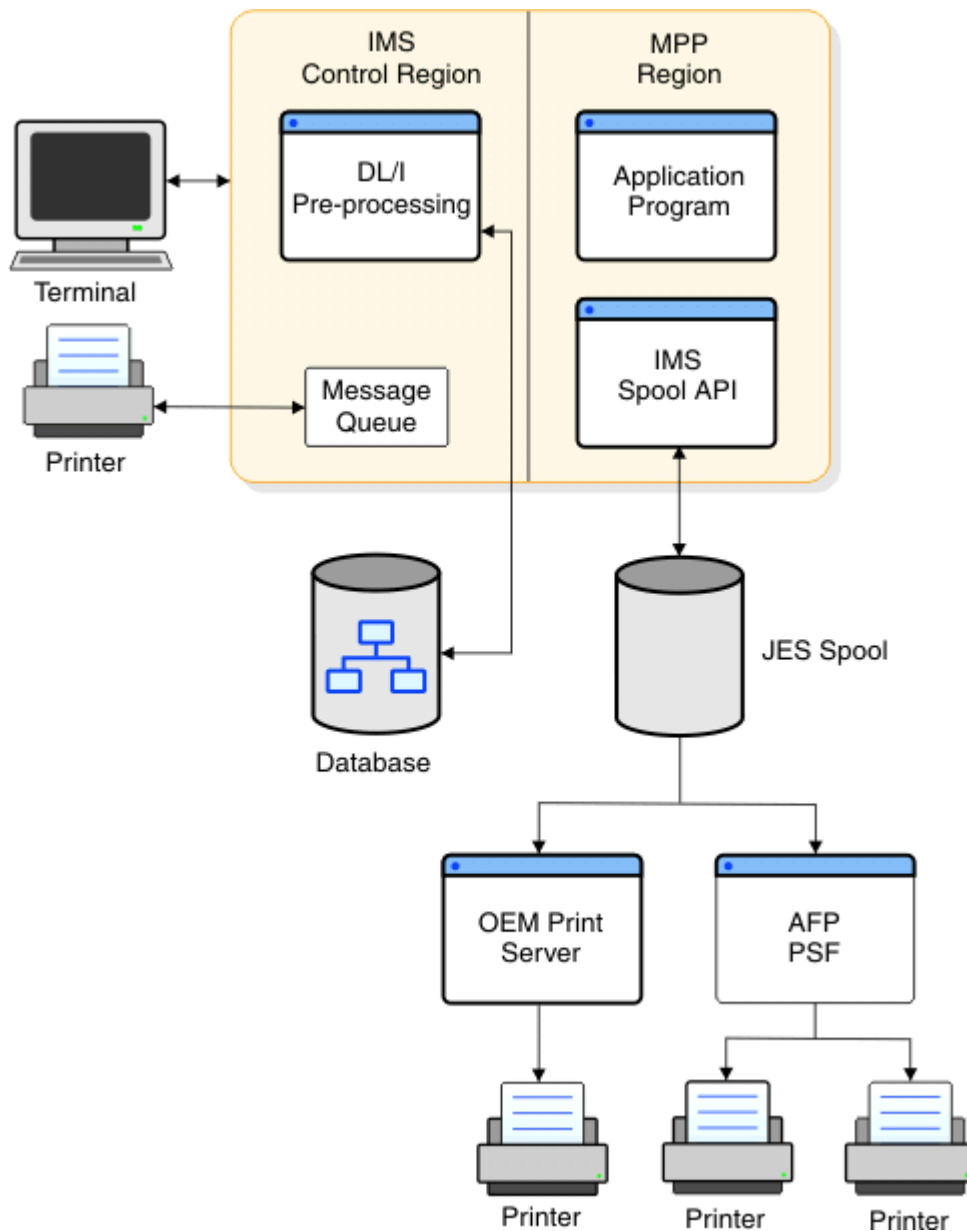 IMS
Control Region
MPP
Region
DL/I
Pre-processing
Application
Program
Terminal
IMS
Spool API
Message
Queue
Printer
JES Spool
Database
OEM Print
Server
AFP
PSF
Printer
Printer
Printer